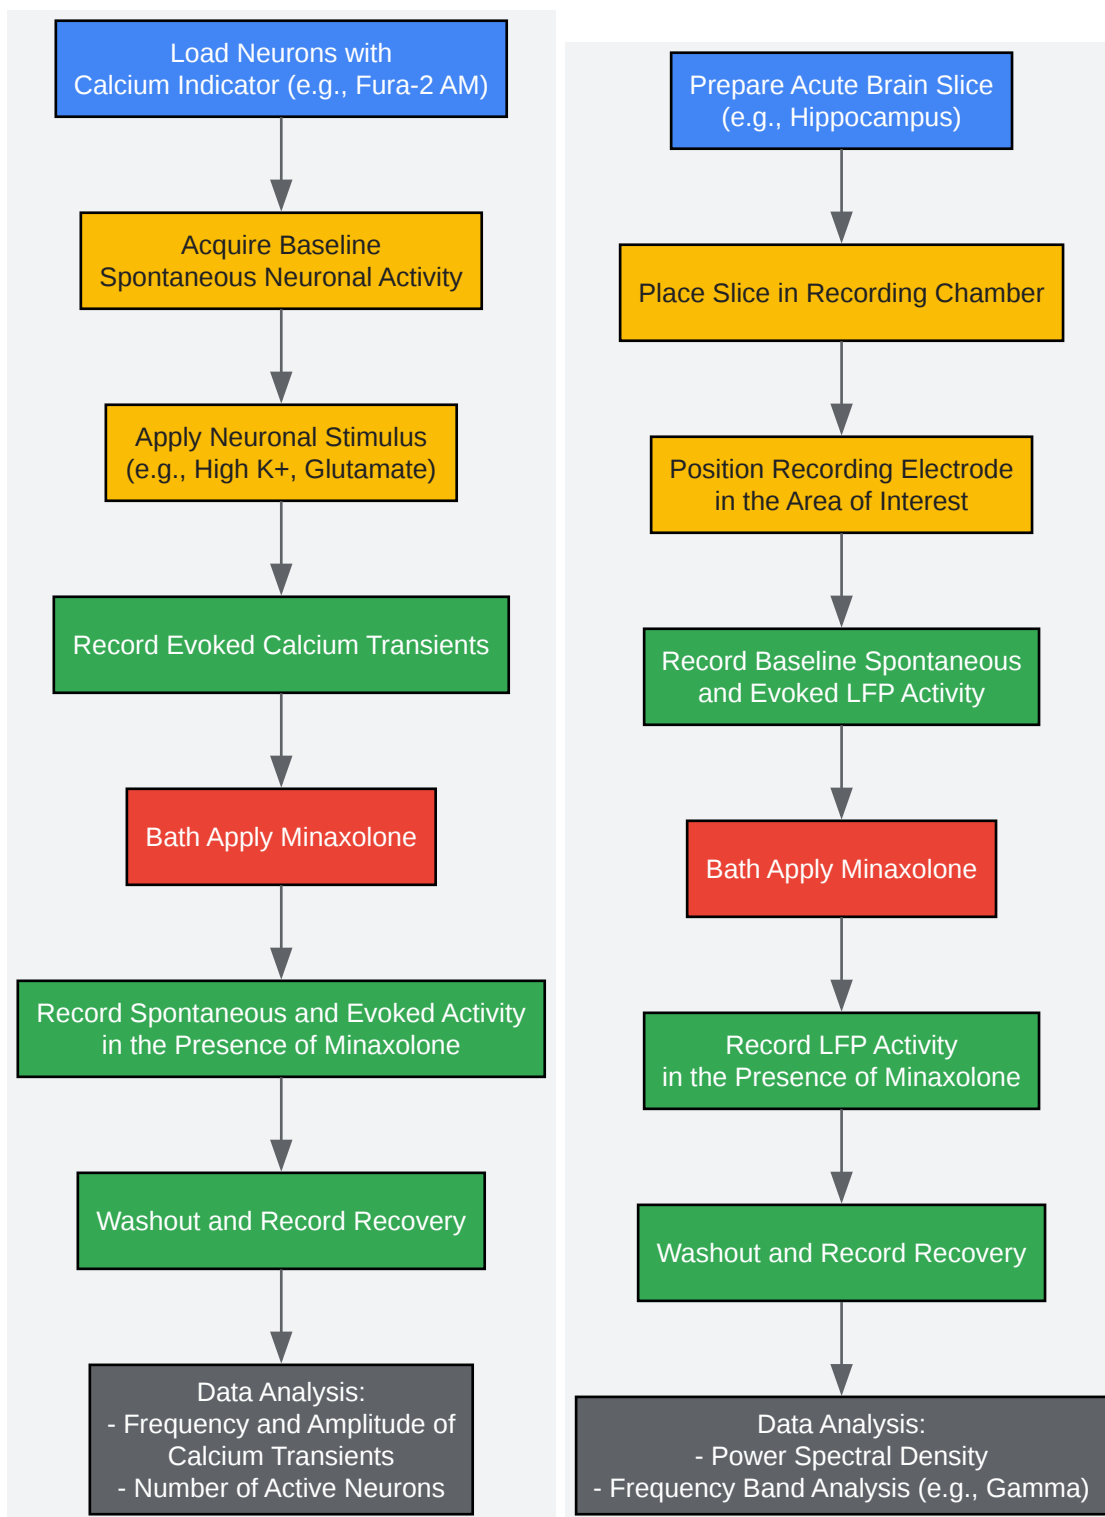 Load Neurons with
Calcium Indicator (e.g., Fura-2 AM)
Acquire Baseline
Spontaneous Neuronal Activity
Apply Neuronal Stimulus
(e.g., High K+, Glutamate)
Record Evoked Calcium Transients
Bath Apply Minaxolone
Record Spontaneous and Evoked Activity
in the Presence of Minaxolone
Washout and Record Recovery
Data Analysis:
- Frequency and Amplitude of
Calcium Transients
- Number of Active Neurons
Prepare Acute Brain Slice
(e.g., Hippocampus)
Place Slice in Recording Chamber
Position Recording Electrode
in the Area of Interest
Record Baseline Spontaneous
and Evoked LFP Activity
Bath Apply Minaxolone
Record LFP Activity
in the Presence of Minaxolone
Washout and Record Recovery
Data Analysis:
- Power Spectral Density
- Frequency Band Analysis (e.g., Gamma)